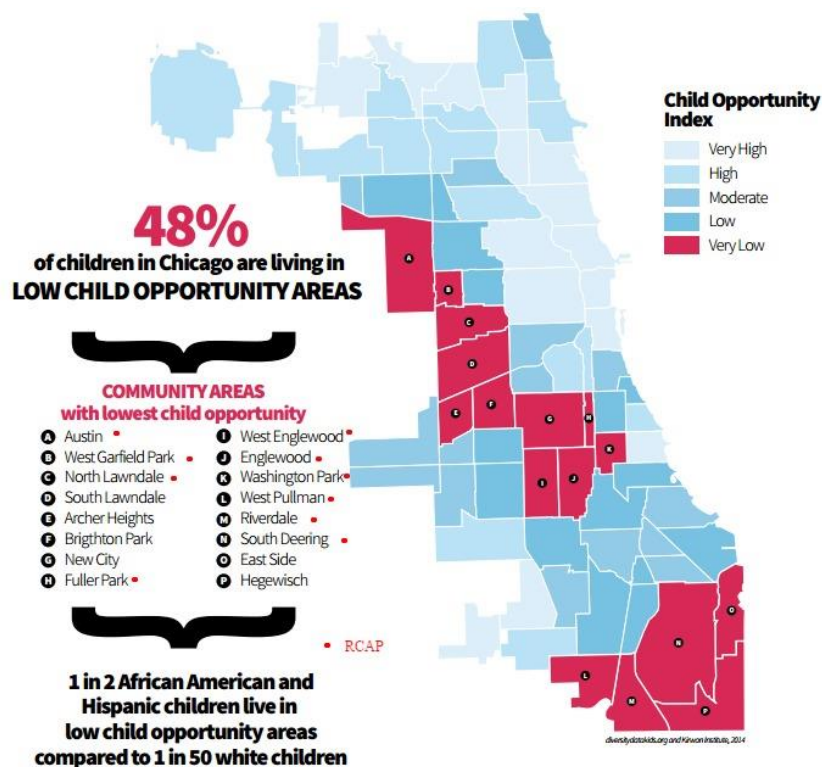 Child Opportunity
Index
Very High
High
Moderate
Low
Very Low
48%
of children in Chicago are living in
LOW CHILD OPPORTUNITY AREAS
COMMUNITY AREAS
with lowest child opportunity
A Austin
B West Garfield Park
C North Lawndale
D South Lawndale
E Archer Heights
F Brigthton Park
G New City
H Fuller Park
I West Englewood
J Englewood
K Washington Park
L West Pullman
M Riverdale
N South Deering
O East Side
P Hegewisch
RCAP
1 in 2 African American and
Hispanic children live in
low child opportunity areas
compared to 1 in 50 white children
A
B
C
D
E
F
G
H
K
I
J
O
N
L
M
P
diversitydatakids.org and Kirwan Institute, 2014